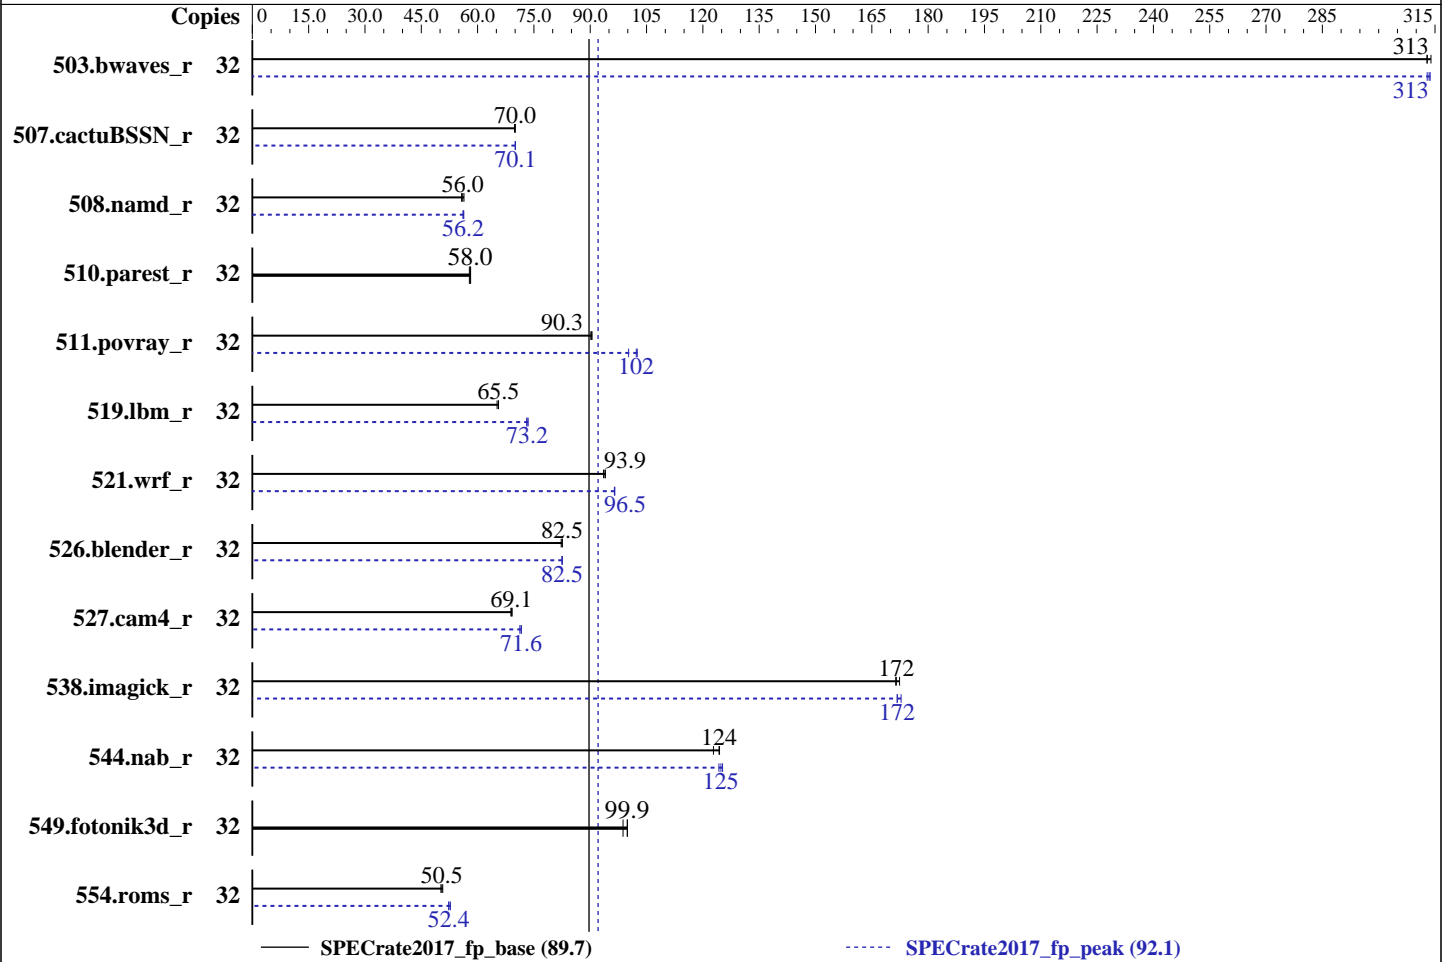 Copies 0 15.0 30.0 45.0 60.0 75.0 90.0 105 120 135 150 165 180 195 210 225 240 255 270 285 315
313
503.bwaves_r 32
313
70.0
507.cactuBSSN_r 32
70.1
56.0
508.namd_r 32
56.2
58.0
510.parest_r 32
90.3
511.povray_r 32
102
65.5
519.lbm_r 32
73.2
93.9
521.wrf_r 32
96.5
82.5
526.blender_r 32
82.5
69.1
527.cam4_r 32
71.6
172
538.imagick_r 32
172
124
544.nab_r 32
125
99.9
549.fotonik3d_r 32
50.5
554.roms_r 32
52.4
SPECrate2017_fp_base (89.7) SPECrate2017_fp_peak (92.1)